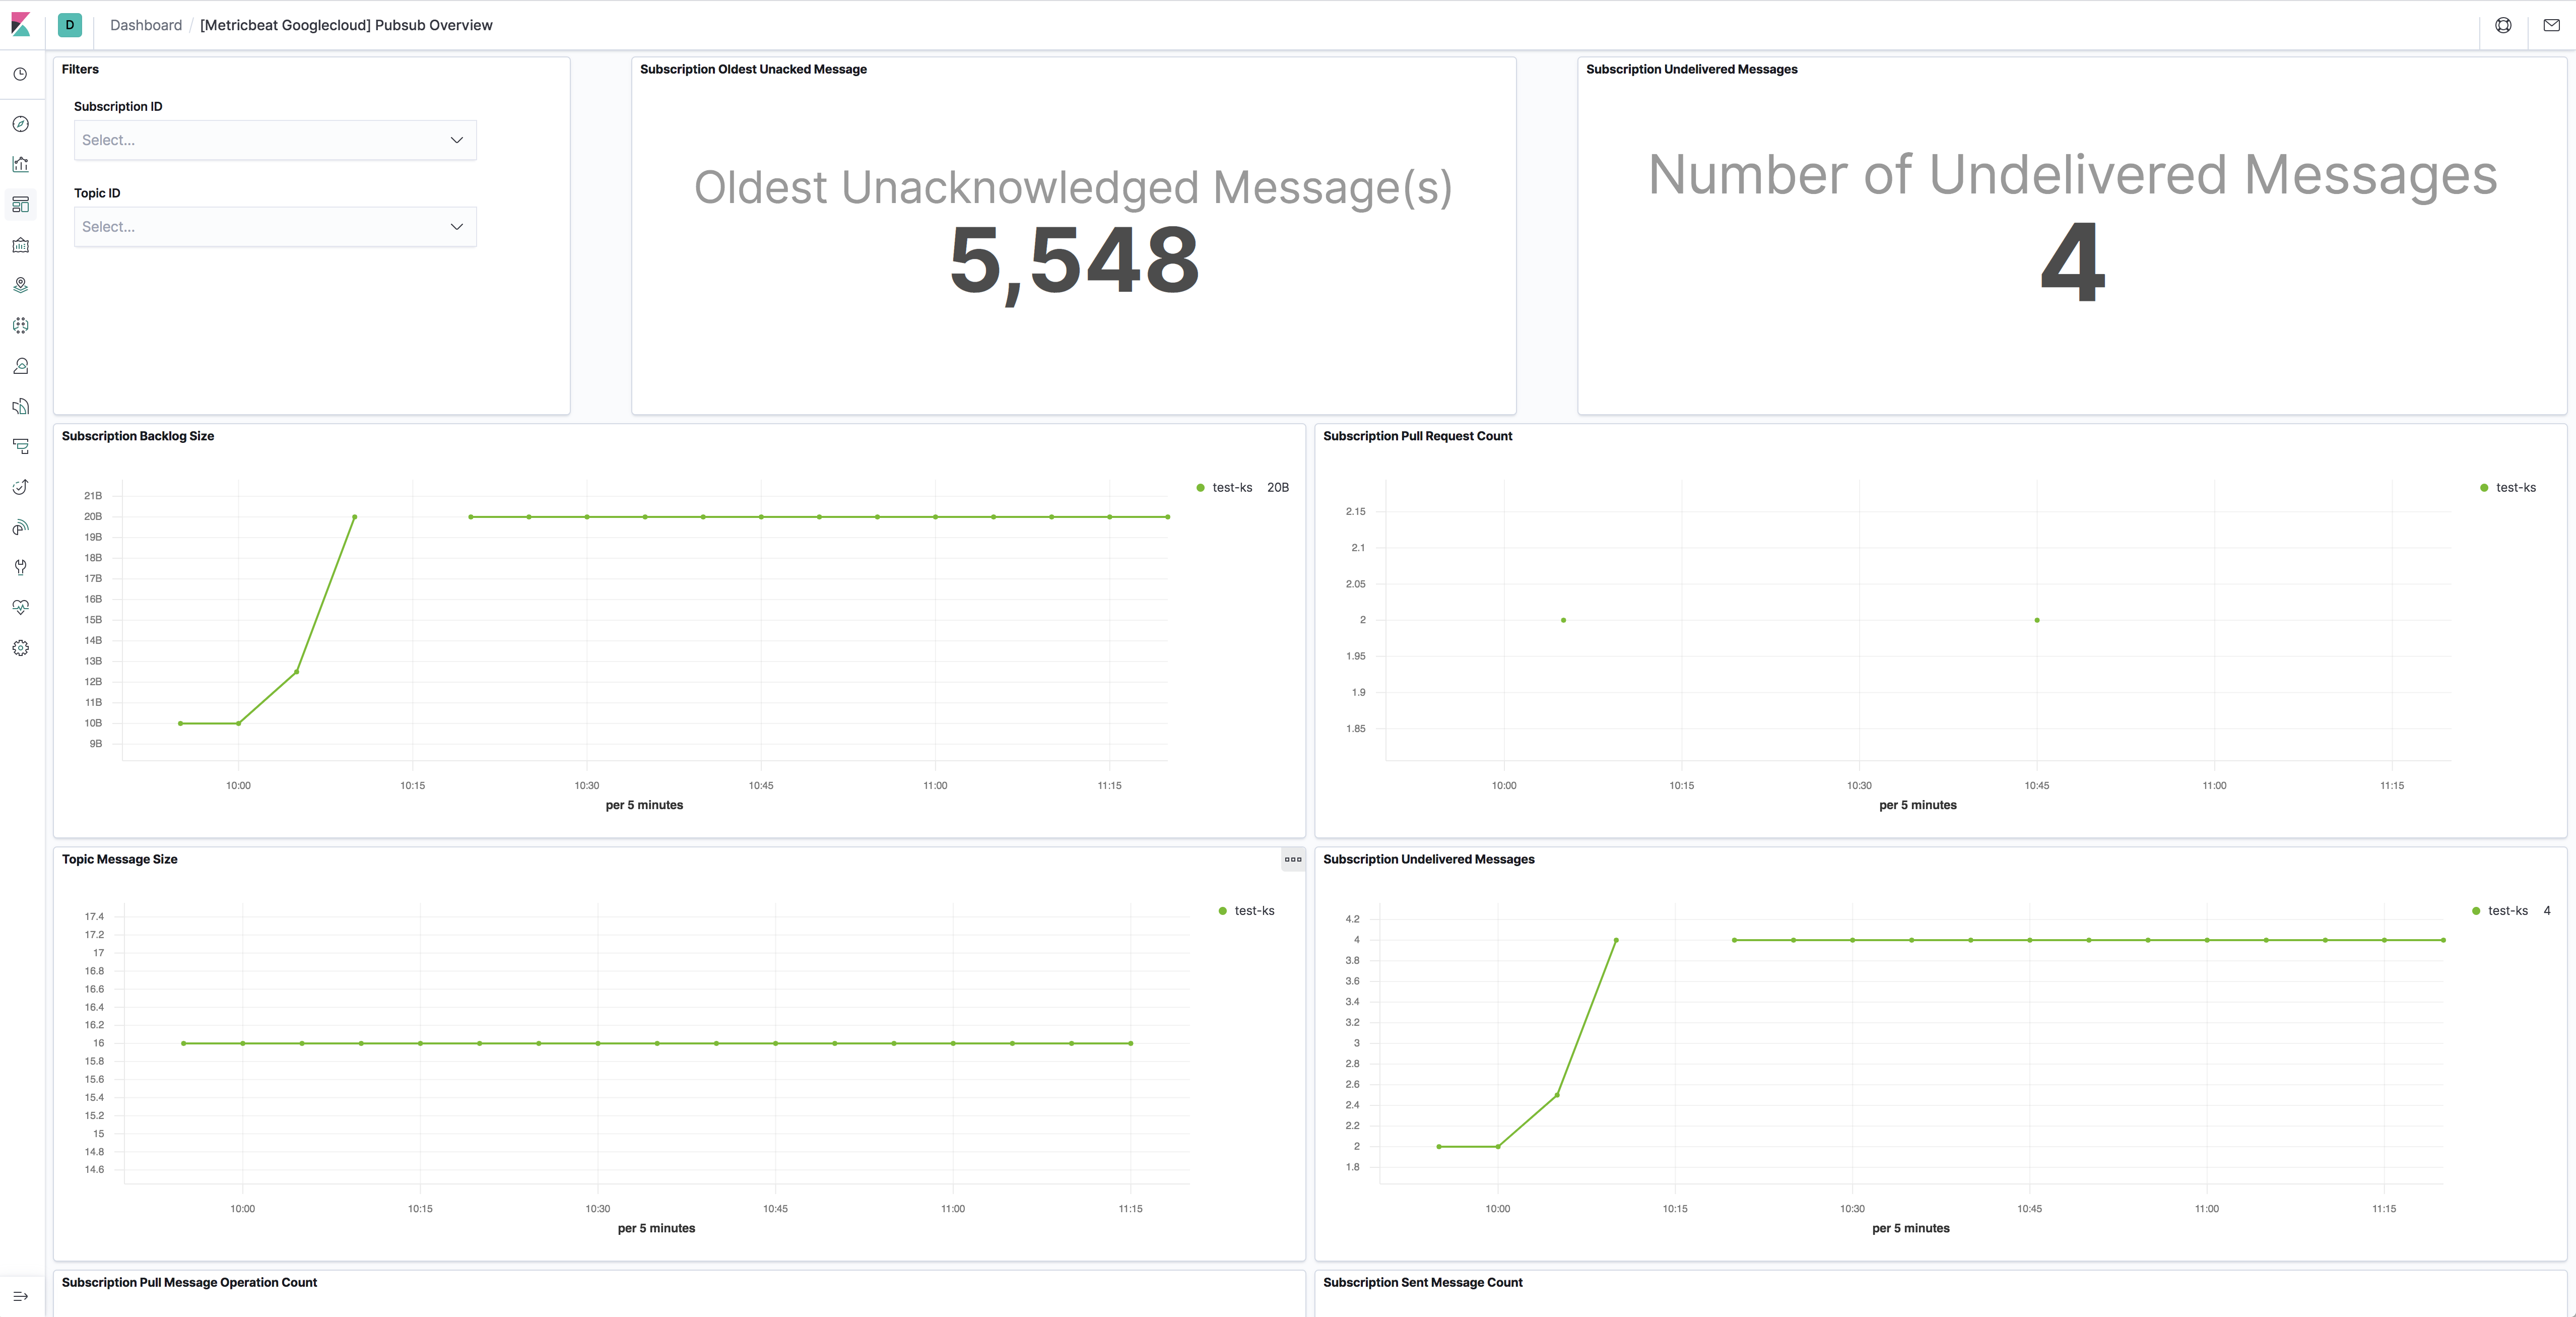 D Dashboard / [Metricbeat Googlecloud] Pubsub Overview
Filters
Subscription ID
Select...
Topic ID
Select...
Subscription Oldest Unacked Message
Oldest Unacknowledged Message(s)
5,548
Subscription Undelivered Messages
Number of Undelivered Messages
4
Subscription Backlog Size
21B
20B
19B
18B
17B
16B
15B
14B
13B
12B
11B
10B
9B
10:00 10:15 10:30 10:45 11:00 11:15
per 5 minutes
test-ks 20B
Subscription Pull Request Count
2.15
2.1
2.05
2
1.95
1.9
1.85
10:00 10:15 10:30 10:45 11:00 11:15
per 5 minutes
test-ks
Topic Message Size
17.4
17.2
17
16.8
16.6
16.4
16.2
16
15.8
15.6
15.4
15.2
15
14.8
14.6
10:00 10:15 10:30 10:45 11:00 11:15
per 5 minutes
test-ks
Subscription Undelivered Messages
4.2
4
3.8
3.6
3.4
3.2
3
2.8
2.6
2.4
2.2
2
1.8
10:00 10:15 10:30 10:45 11:00 11:15
per 5 minutes
test-ks 4
Subscription Pull Message Operation Count
Subscription Sent Message Count